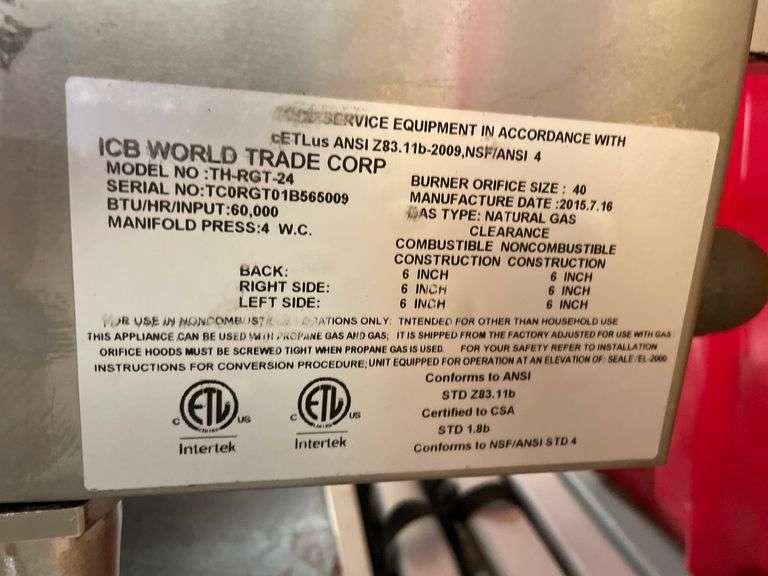 SERVICE EQUIPMENT IN ACCORDANCE WITH
cETLus ANSI Z83.11b-2009,NSF/ANSI 4
ICB WORLD TRADE CORP
MODEL NO :TH-RGT-24
SERIAL NO:TC0RGT01B565009
BTU/HR/INPUT:60,000
MANIFOLD PRESS:4 W.C.
BURNER ORIFICE SIZE : 40
MANUFACTURE DATE :2015.7.16
GAS TYPE: NATURAL GAS
CLEARANCE
COMBUSTIBLE NONCOMBUSTIBLE
CONSTRUCTION CONSTRUCTION
BACK: 6 INCH 6 INCH
RIGHT SIDE: 6 INCH 6 INCH
LEFT SIDE: 6 INCH 6 INCH
FOR USE IN LOCATIONS ONLY; TNTENDED FOR OTHER THAN HOUSEHOLD USE
THIS APPLIANCE CAN BE USED WITH PROPANE GAS AND GAS; IT IS SHIPPED FROM THE FACTORY ADJUSTED FOR USE WITH GAS
ORIFICE HOODS MUST BE SCREWED TIGHT WHEN PROPANE GAS IS USED. FOR YOUR SAFETY REFER TO INSTALLATION
INSTRUCTIONS FOR CONVERSION PROCEDURE;UNIT EQUIPPED FOR OPERATION AT AN ELEVATION OF: SEALE/EL-2000
C ETL US
Intertek
C ETL US
Intertek
Conforms to ANSI
STD Z83.11b
Certified to CSA
STD 1.8b
Conforms to NSF/ANSI STD 4